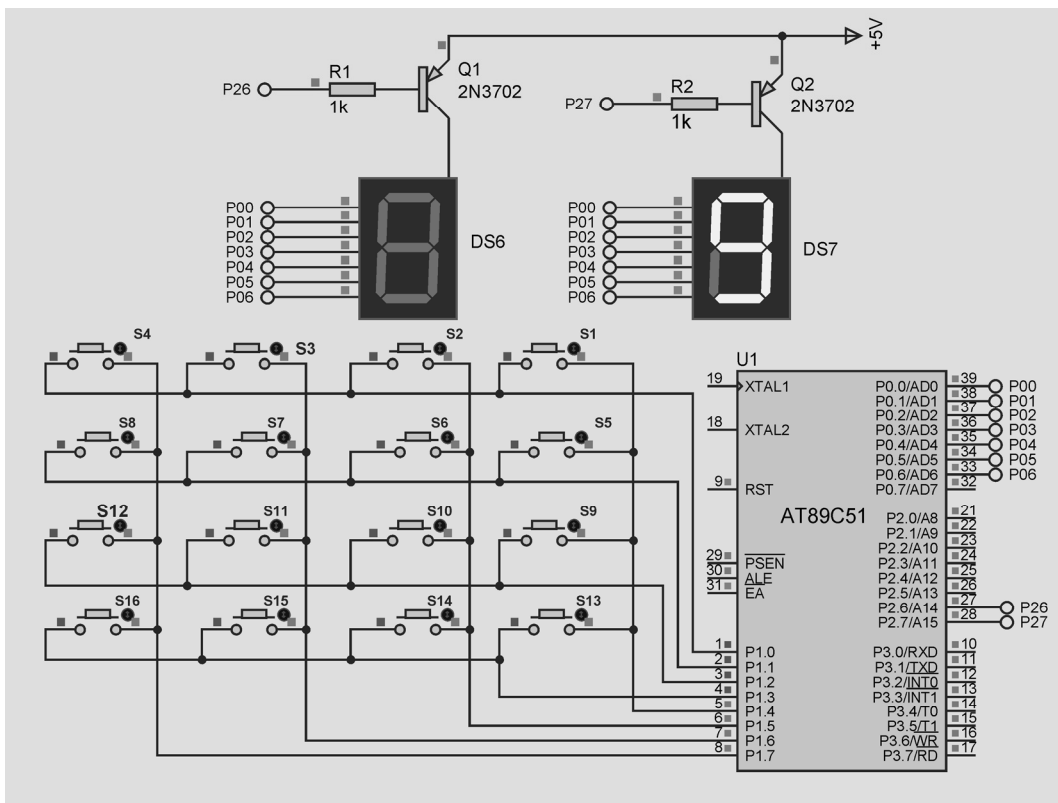 +5V
R1
Q1
P26
2N3702
1k
R2
Q2
P27
2N3702
1k
P00
P01
P02
P03
P04
P05
P06
DS6
P00
P01
P02
P03
P04
P05
P06
DS7
S4
S3
S2
S1
S8
S7
S6
S5
S12
S11
S10
S9
S16
S15
S14
S13
U1
19 XTAL1
18 XTAL2
9 RST
AT89C51
29 PSEN
30 ALE
31 EA
1 P1.0
2 P1.1
3 P1.2
4 P1.3
5 P1.4
6 P1.5
7 P1.6
8 P1.7
P0.0/AD0 39 P00
P0.1/AD1 38 P01
P0.2/AD2 37 P02
P0.3/AD3 36 P03
P0.4/AD4 35 P04
P0.5/AD5 34 P05
P0.6/AD6 33 P06
P0.7/AD7 32
P2.0/A8 21
P2.1/A9 22
P2.2/A10 23
P2.3/A11 24
P2.4/A12 25
P2.5/A13 26
P2.6/A14 27 P26
P2.7/A15 28 P27
P3.0/RXD 10
P3.1/TXD 11
P3.2/INT0 12
P3.3/INT1 13
P3.4/T0 14
P3.5/T1 15
P3.6/WR 16
P3.7/RD 17